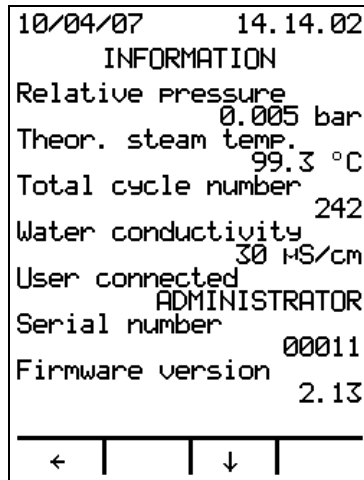 10/04/07 14.14.02
INFORMATION
Relative pressure
0.005 bar
Theor. steam temp.
99.3 °C
Total cycle number
242
Water conductivity
30 µS/cm
User connected
ADMINISTRATOR
Serial number
00011
Firmware version
2.13
← ↓